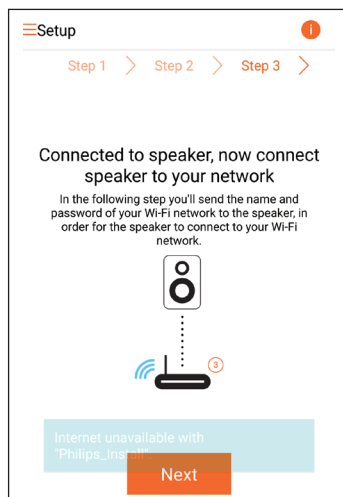 Setup
i
Step 1 > Step 2 > Step 3 >
Connected to speaker, now connect
speaker to your network
In the following step you'll send the name and
password of your Wi-Fi network to the speaker, in
order for the speaker to connect to your Wi-Fi
network.
3
Internet unavailable with
"Philips_Install"
Next